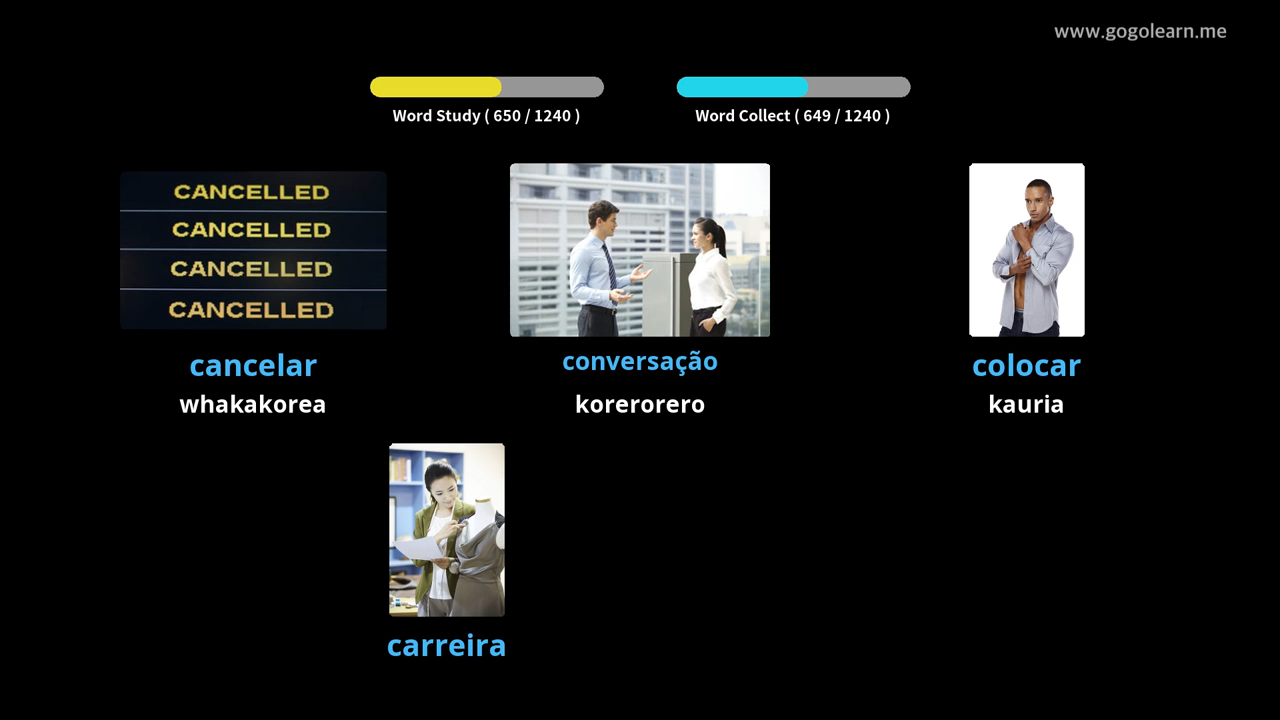 www.gogolearn.me
Word Study ( 650 / 1240 )
Word Collect ( 649 / 1240 )
CANCELLED
CANCELLED
CANCELLED
CANCELLED
cancelar
whakakorea
conversação
korerorero
colocar
kauria
carreira